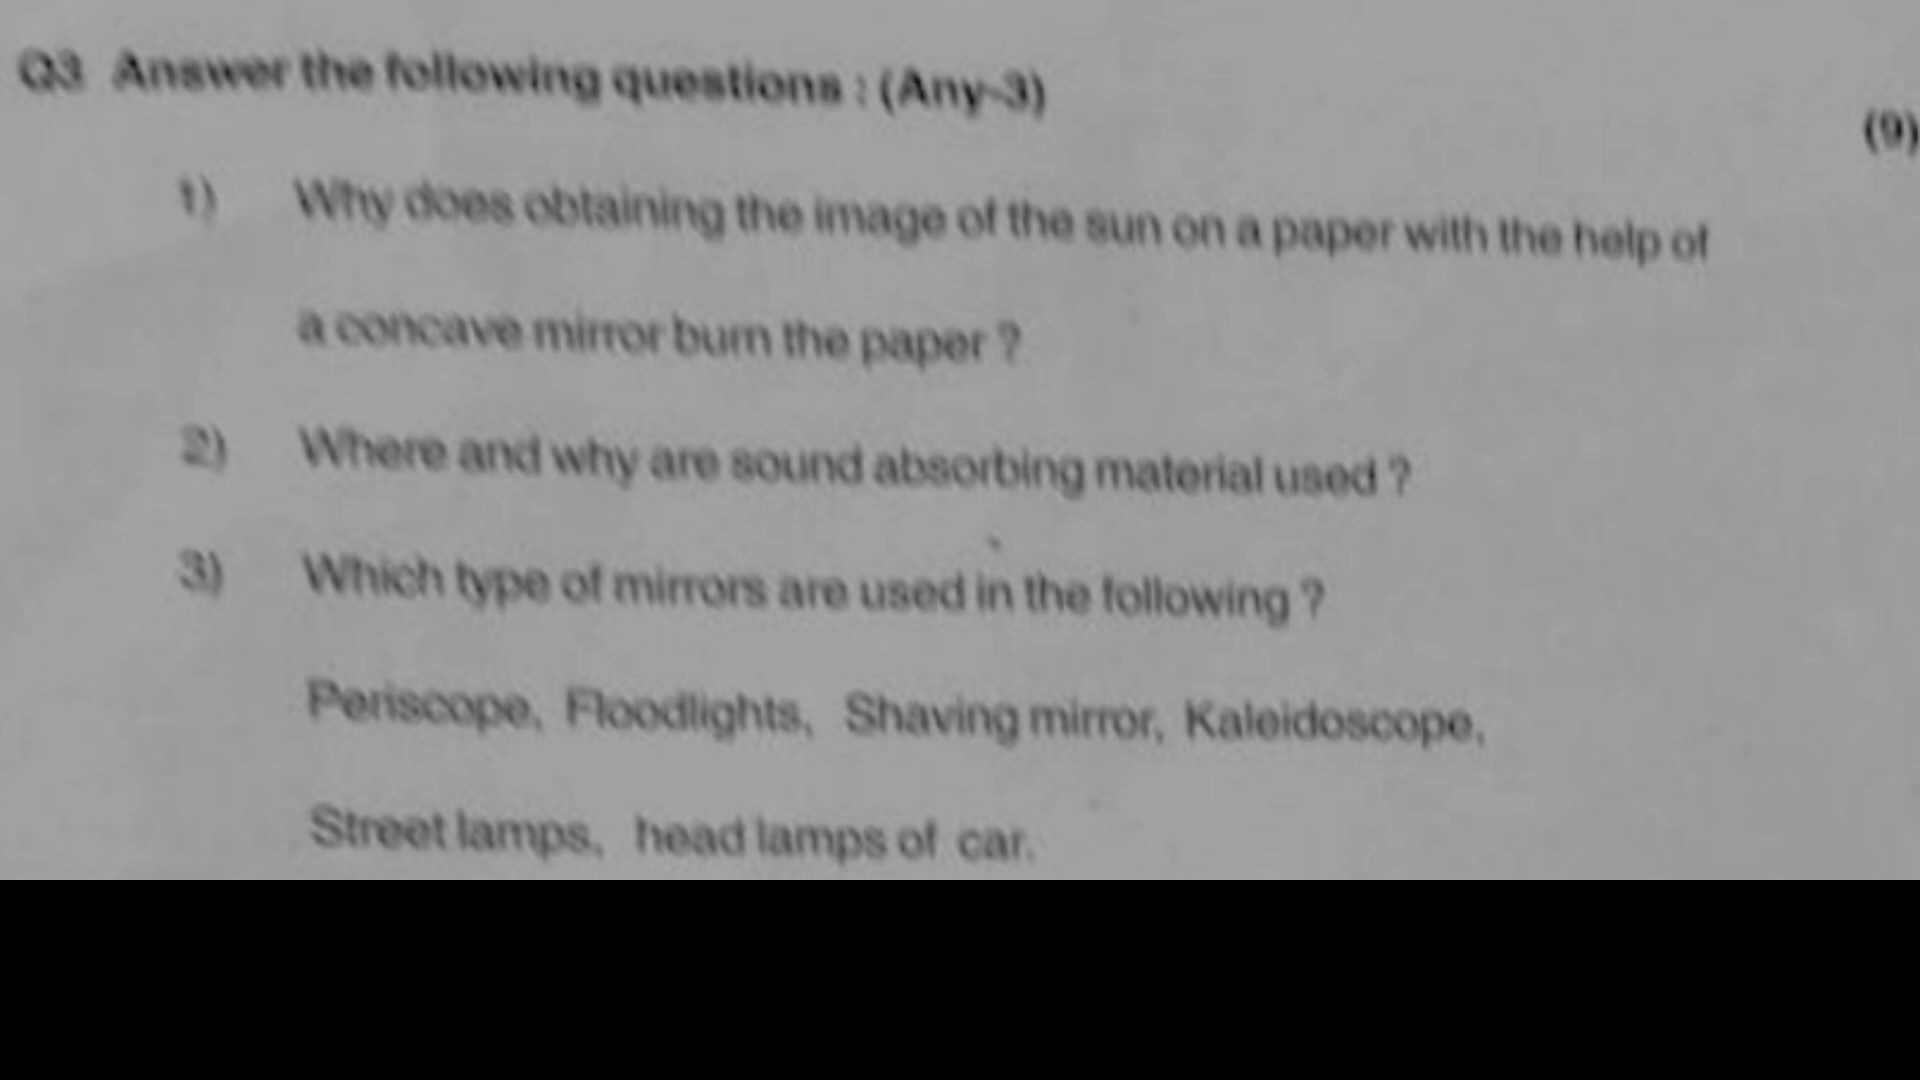 Q3 Answer the following questions : (Any-3)
(9)
1) Why does obtaining the image of the sun on a paper with the help of
a concave mirror burn the paper ?
2) Where and why are sound absorbing material used ?
3) Which type of mirrors are used in the following ?
Periscope, Floodlights, Shaving mirror, Kaleidoscope,
Street lamps, head lamps of car.